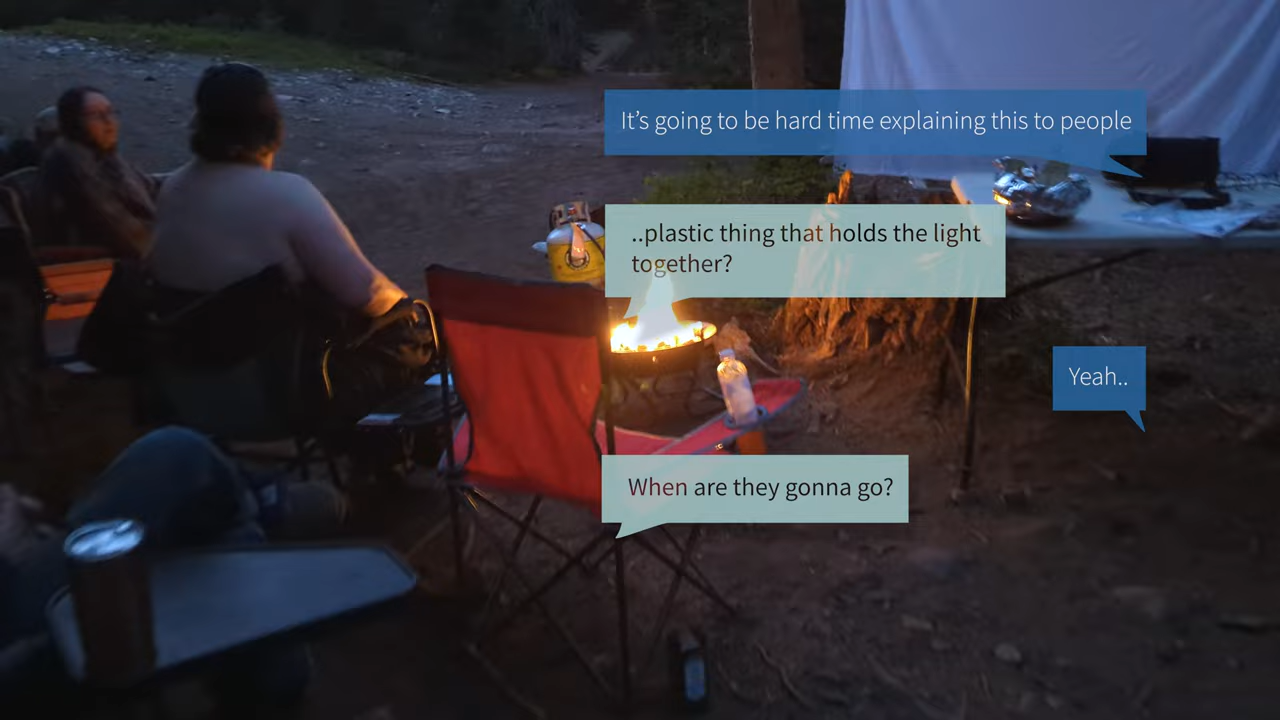 It’s going to be hard time explaining this to people
..plastic thing that holds the light
together?
Yeah..
When are they gonna go?